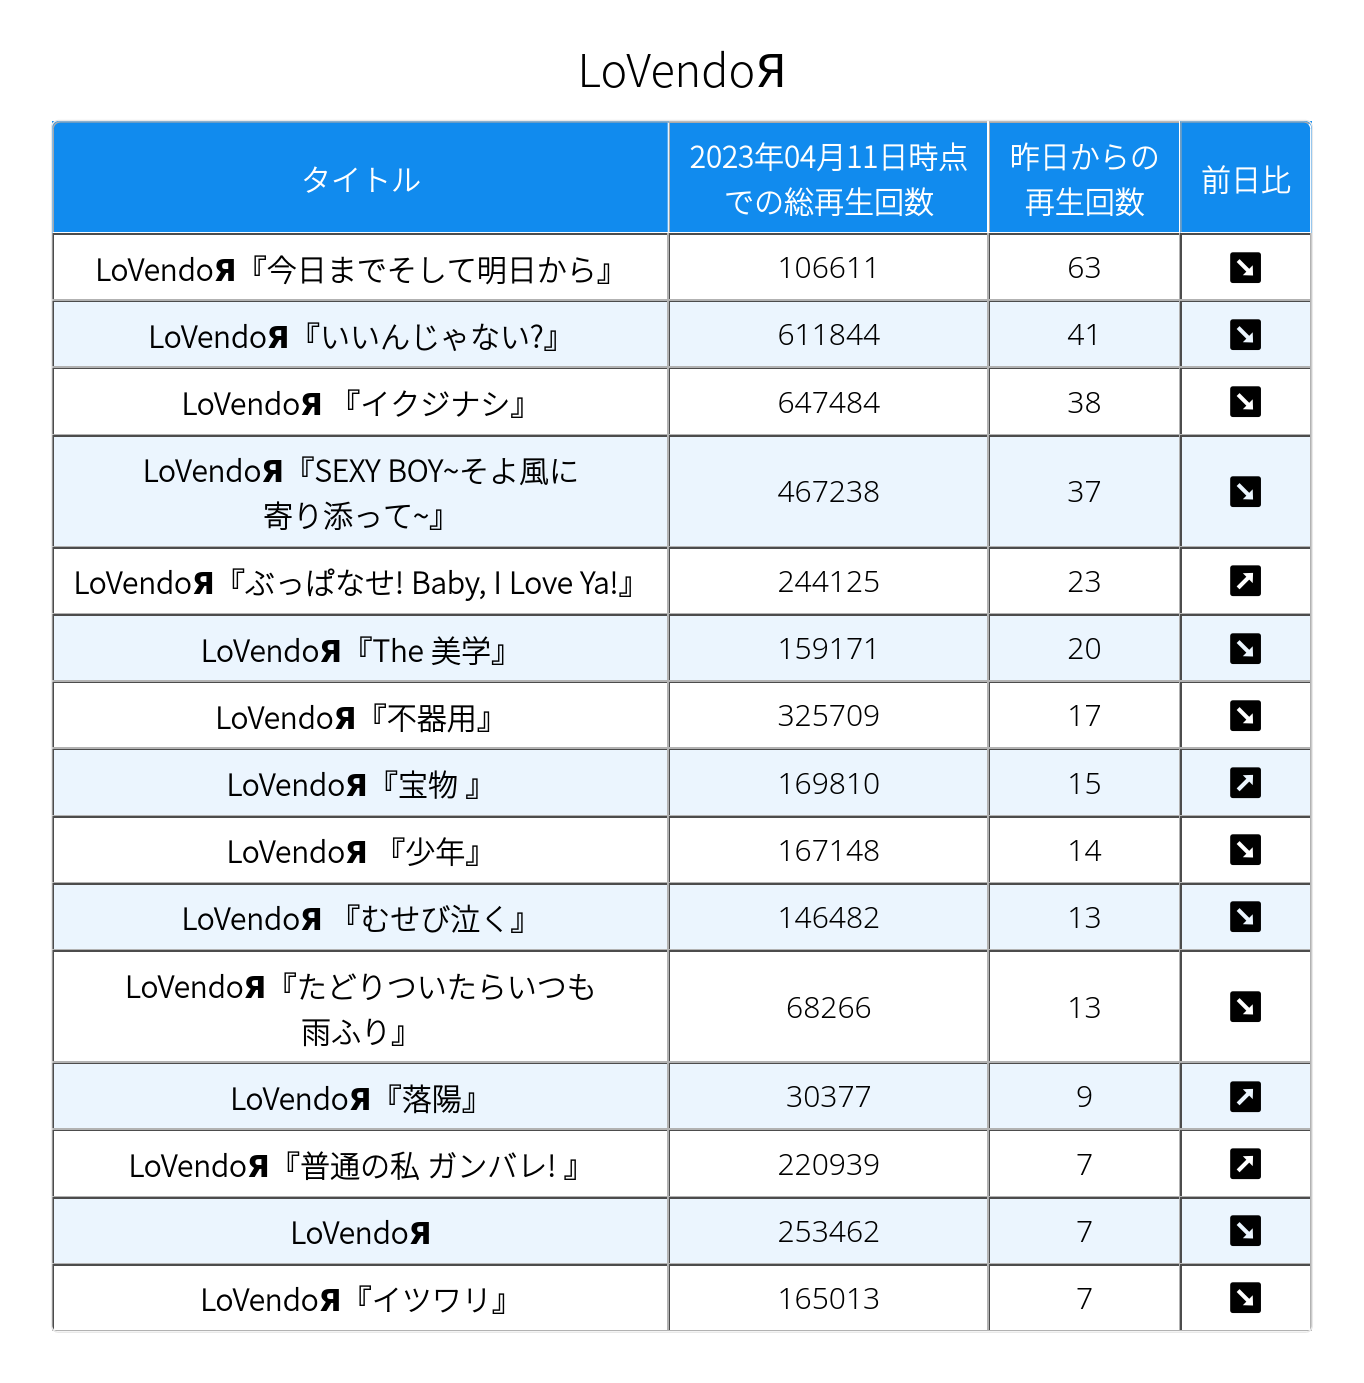 LoVendoЯ
タイトル
2023年04月11日時点
での総再生回数
昨日からの
再生回数
前日比
LoVendoЯ『今日までそして明日から』 106611 63 ↘
LoVendoЯ『いいんじゃない?』 611844 41 ↘
LoVendoЯ 『イクジナシ』 647484 38 ↘
LoVendoЯ『SEXY BOY~そよ風に
寄り添って~』 467238 37 ↘
LoVendoЯ『ぶっぱなせ! Baby, I Love Ya!』 244125 23 ↗
LoVendoЯ『The 美学』 159171 20 ↘
LoVendoЯ『不器用』 325709 17 ↘
LoVendoЯ『宝物 』 169810 15 ↗
LoVendoЯ 『少年』 167148 14 ↘
LoVendoЯ 『むせび泣く』 146482 13 ↘
LoVendoЯ『たどりついたらいつも
雨ふり』 68266 13 ↘
LoVendoЯ『落陽』 30377 9 ↗
LoVendoЯ『普通の私 ガンバレ! 』 220939 7 ↗
LoVendoЯ 253462 7 ↘
LoVendoЯ『イツワリ』 165013 7 ↘